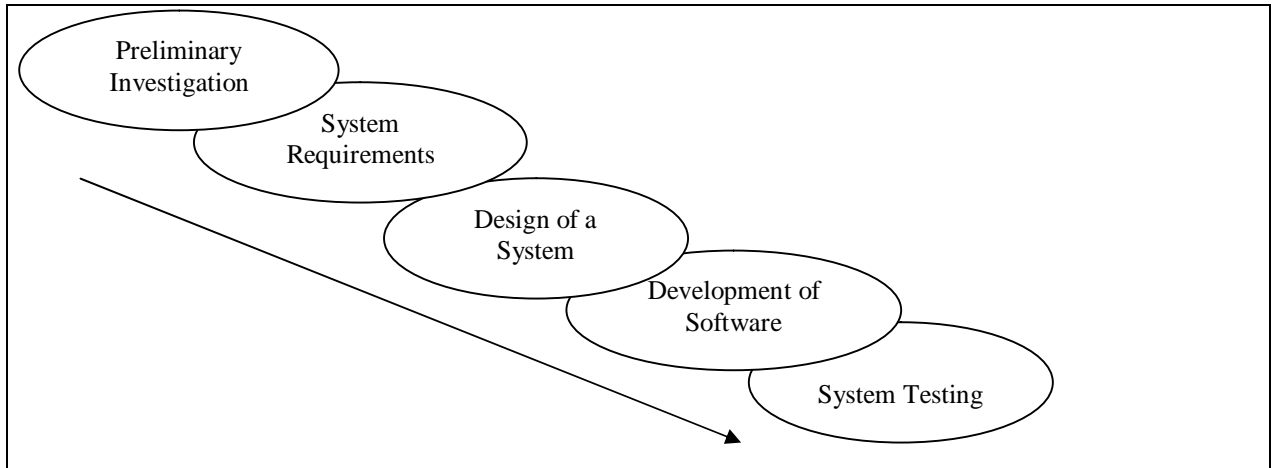 Preliminary
Investigation
System
Requirements
Design of a
System
Development of
Software
System Testing